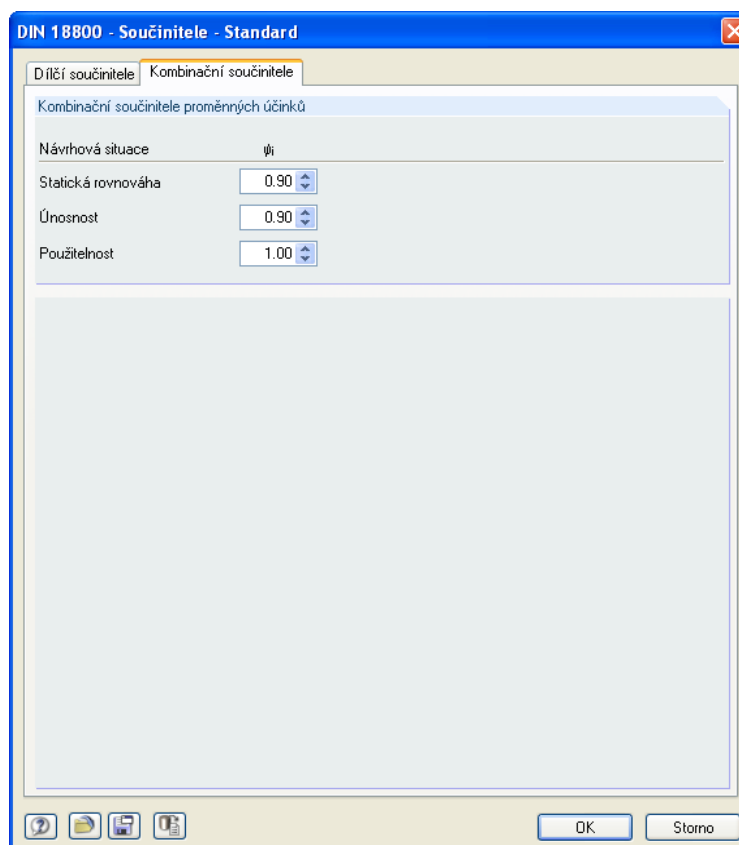 DIN 18800 - Součinitele - Standard
Dílčí součinitele Kombinační součinitele
Kombinační součinitele proměnných účinků
Návrhová situace ψi
Statická rovnováha 0.90
Únosnost 0.90
Použitelnost 1.00
OK Storno